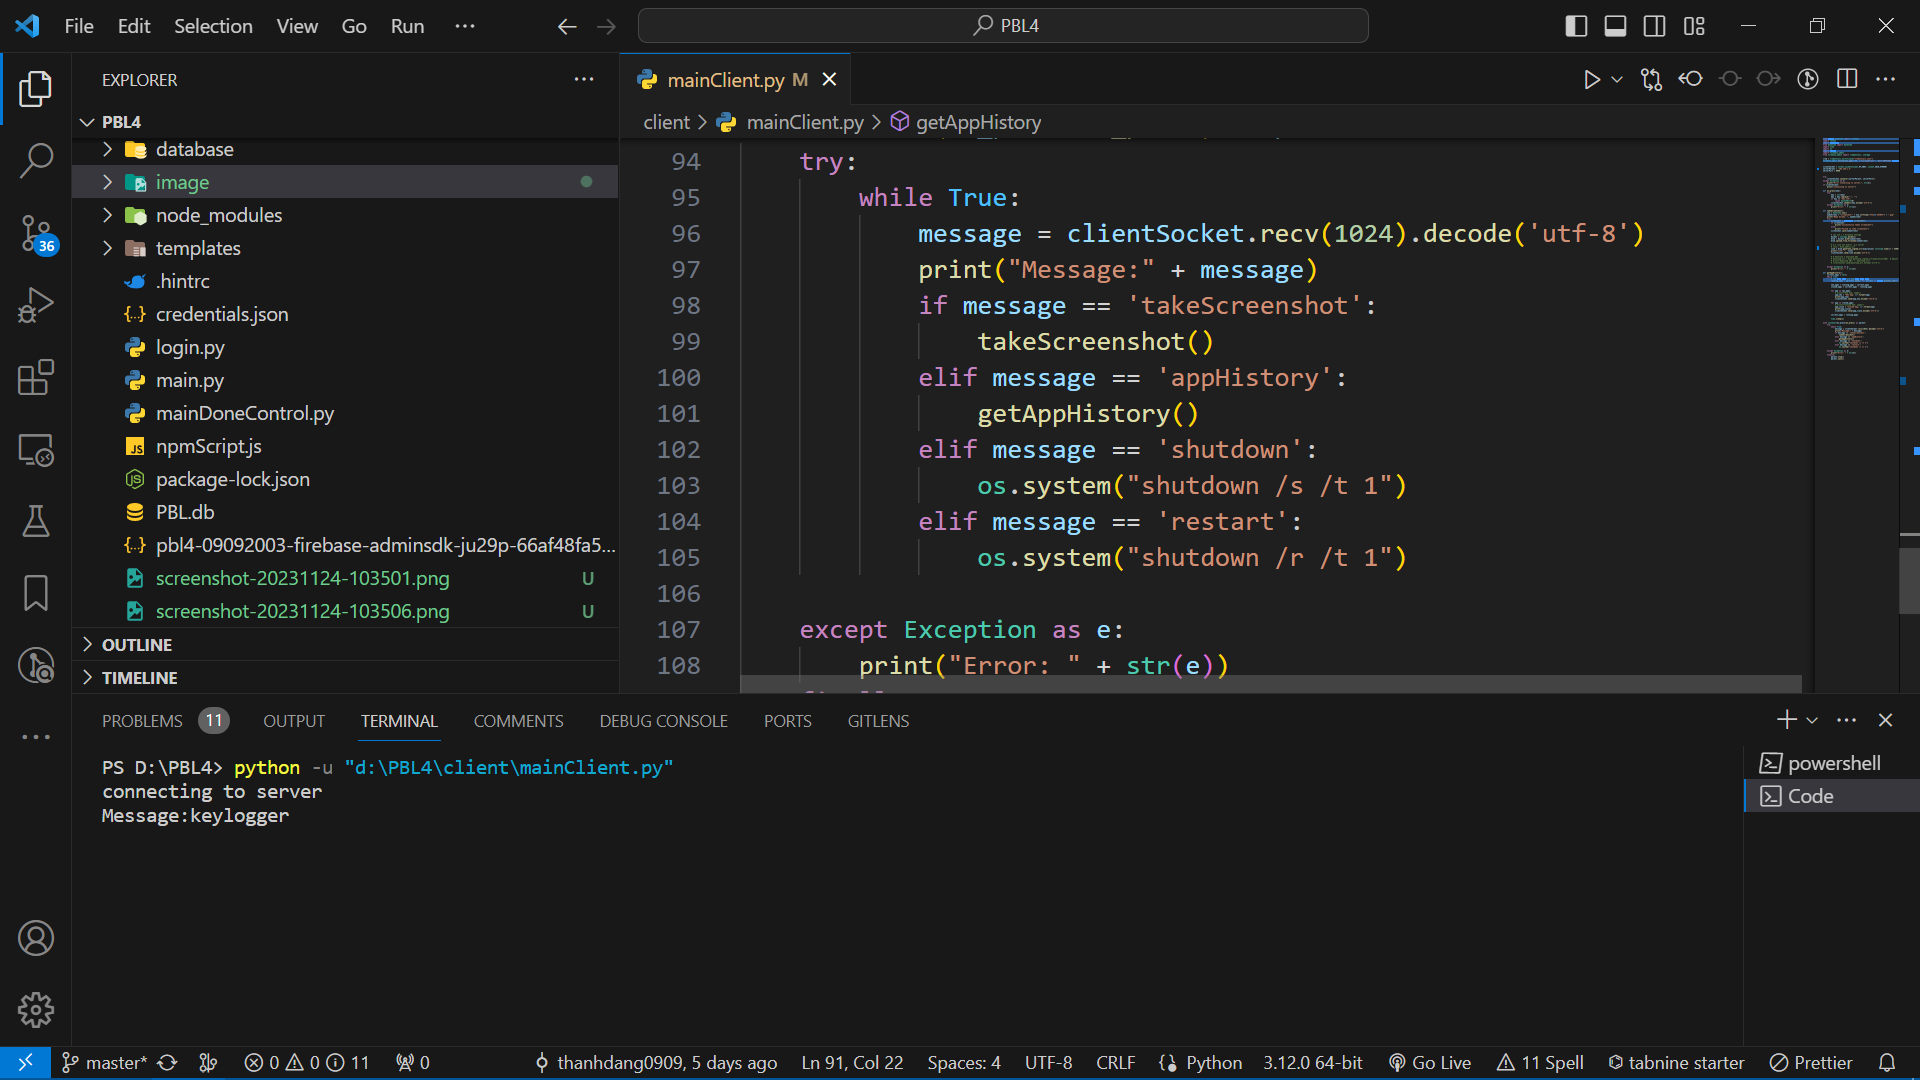 File Edit Selection View Go Run ··· PBL4
EXPLORER
PBL4
database
image
node_modules
templates
.hintrc
credentials.json
login.py
main.py
mainDoneControl.py
npmScript.js
package-lock.json
PBL.db
pbl4-09092003-firebase-adminsdk-ju29p-66af48fa5...
screenshot-20231124-103501.png U
screenshot-20231124-103506.png U
OUTLINE
TIMELINE
36
mainClient.py M
client > mainClient.py > getAppHistory
94 try:
95 while True:
96 message = clientSocket.recv(1024).decode('utf-8')
97 print("Message:" + message)
98 if message == 'takeScreenshot':
99 takeScreenshot()
100 elif message == 'appHistory':
101 getAppHistory()
102 elif message == 'shutdown':
103 os.system("shutdown /s /t 1")
104 elif message == 'restart':
105 os.system("shutdown /r /t 1")
106
107 except Exception as e:
108 print("Error: " + str(e))
PROBLEMS 11 OUTPUT TERMINAL COMMENTS DEBUG CONSOLE PORTS GITLENS
PS D:\PBL4> python -u "d:\PBL4\client\mainClient.py"
connecting to server
Message:keylogger
powershell
Code
master* 0 0 11 0 thanhdang0909, 5 days ago Ln 91, Col 22 Spaces: 4 UTF-8 CRLF Python 3.12.0 64-bit Go Live 11 Spell tabnine starter Prettier